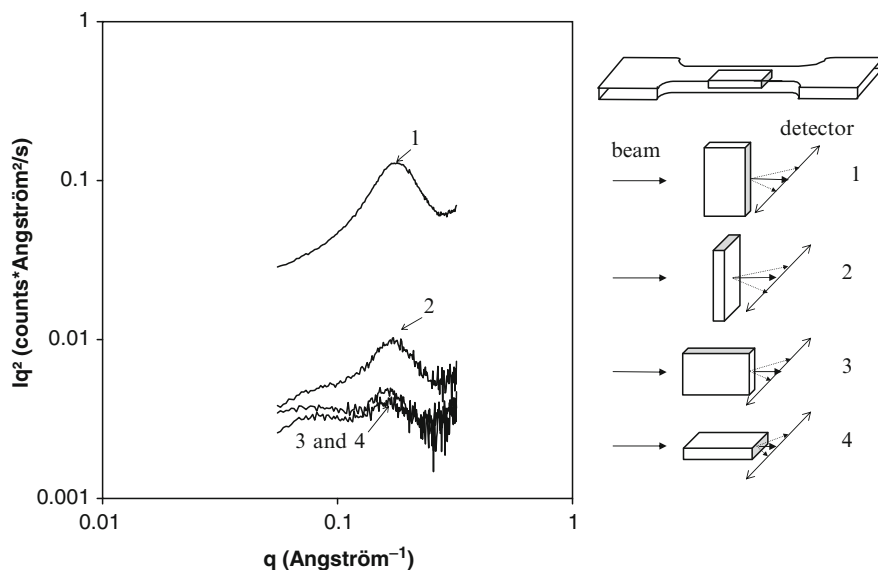 1
0.1
0.01
0.001
0.01
0.1
1
Iq² (counts*Angström²/s)
q (Angström⁻¹)
1
2
3 and 4
beam
detector
1
2
3
4